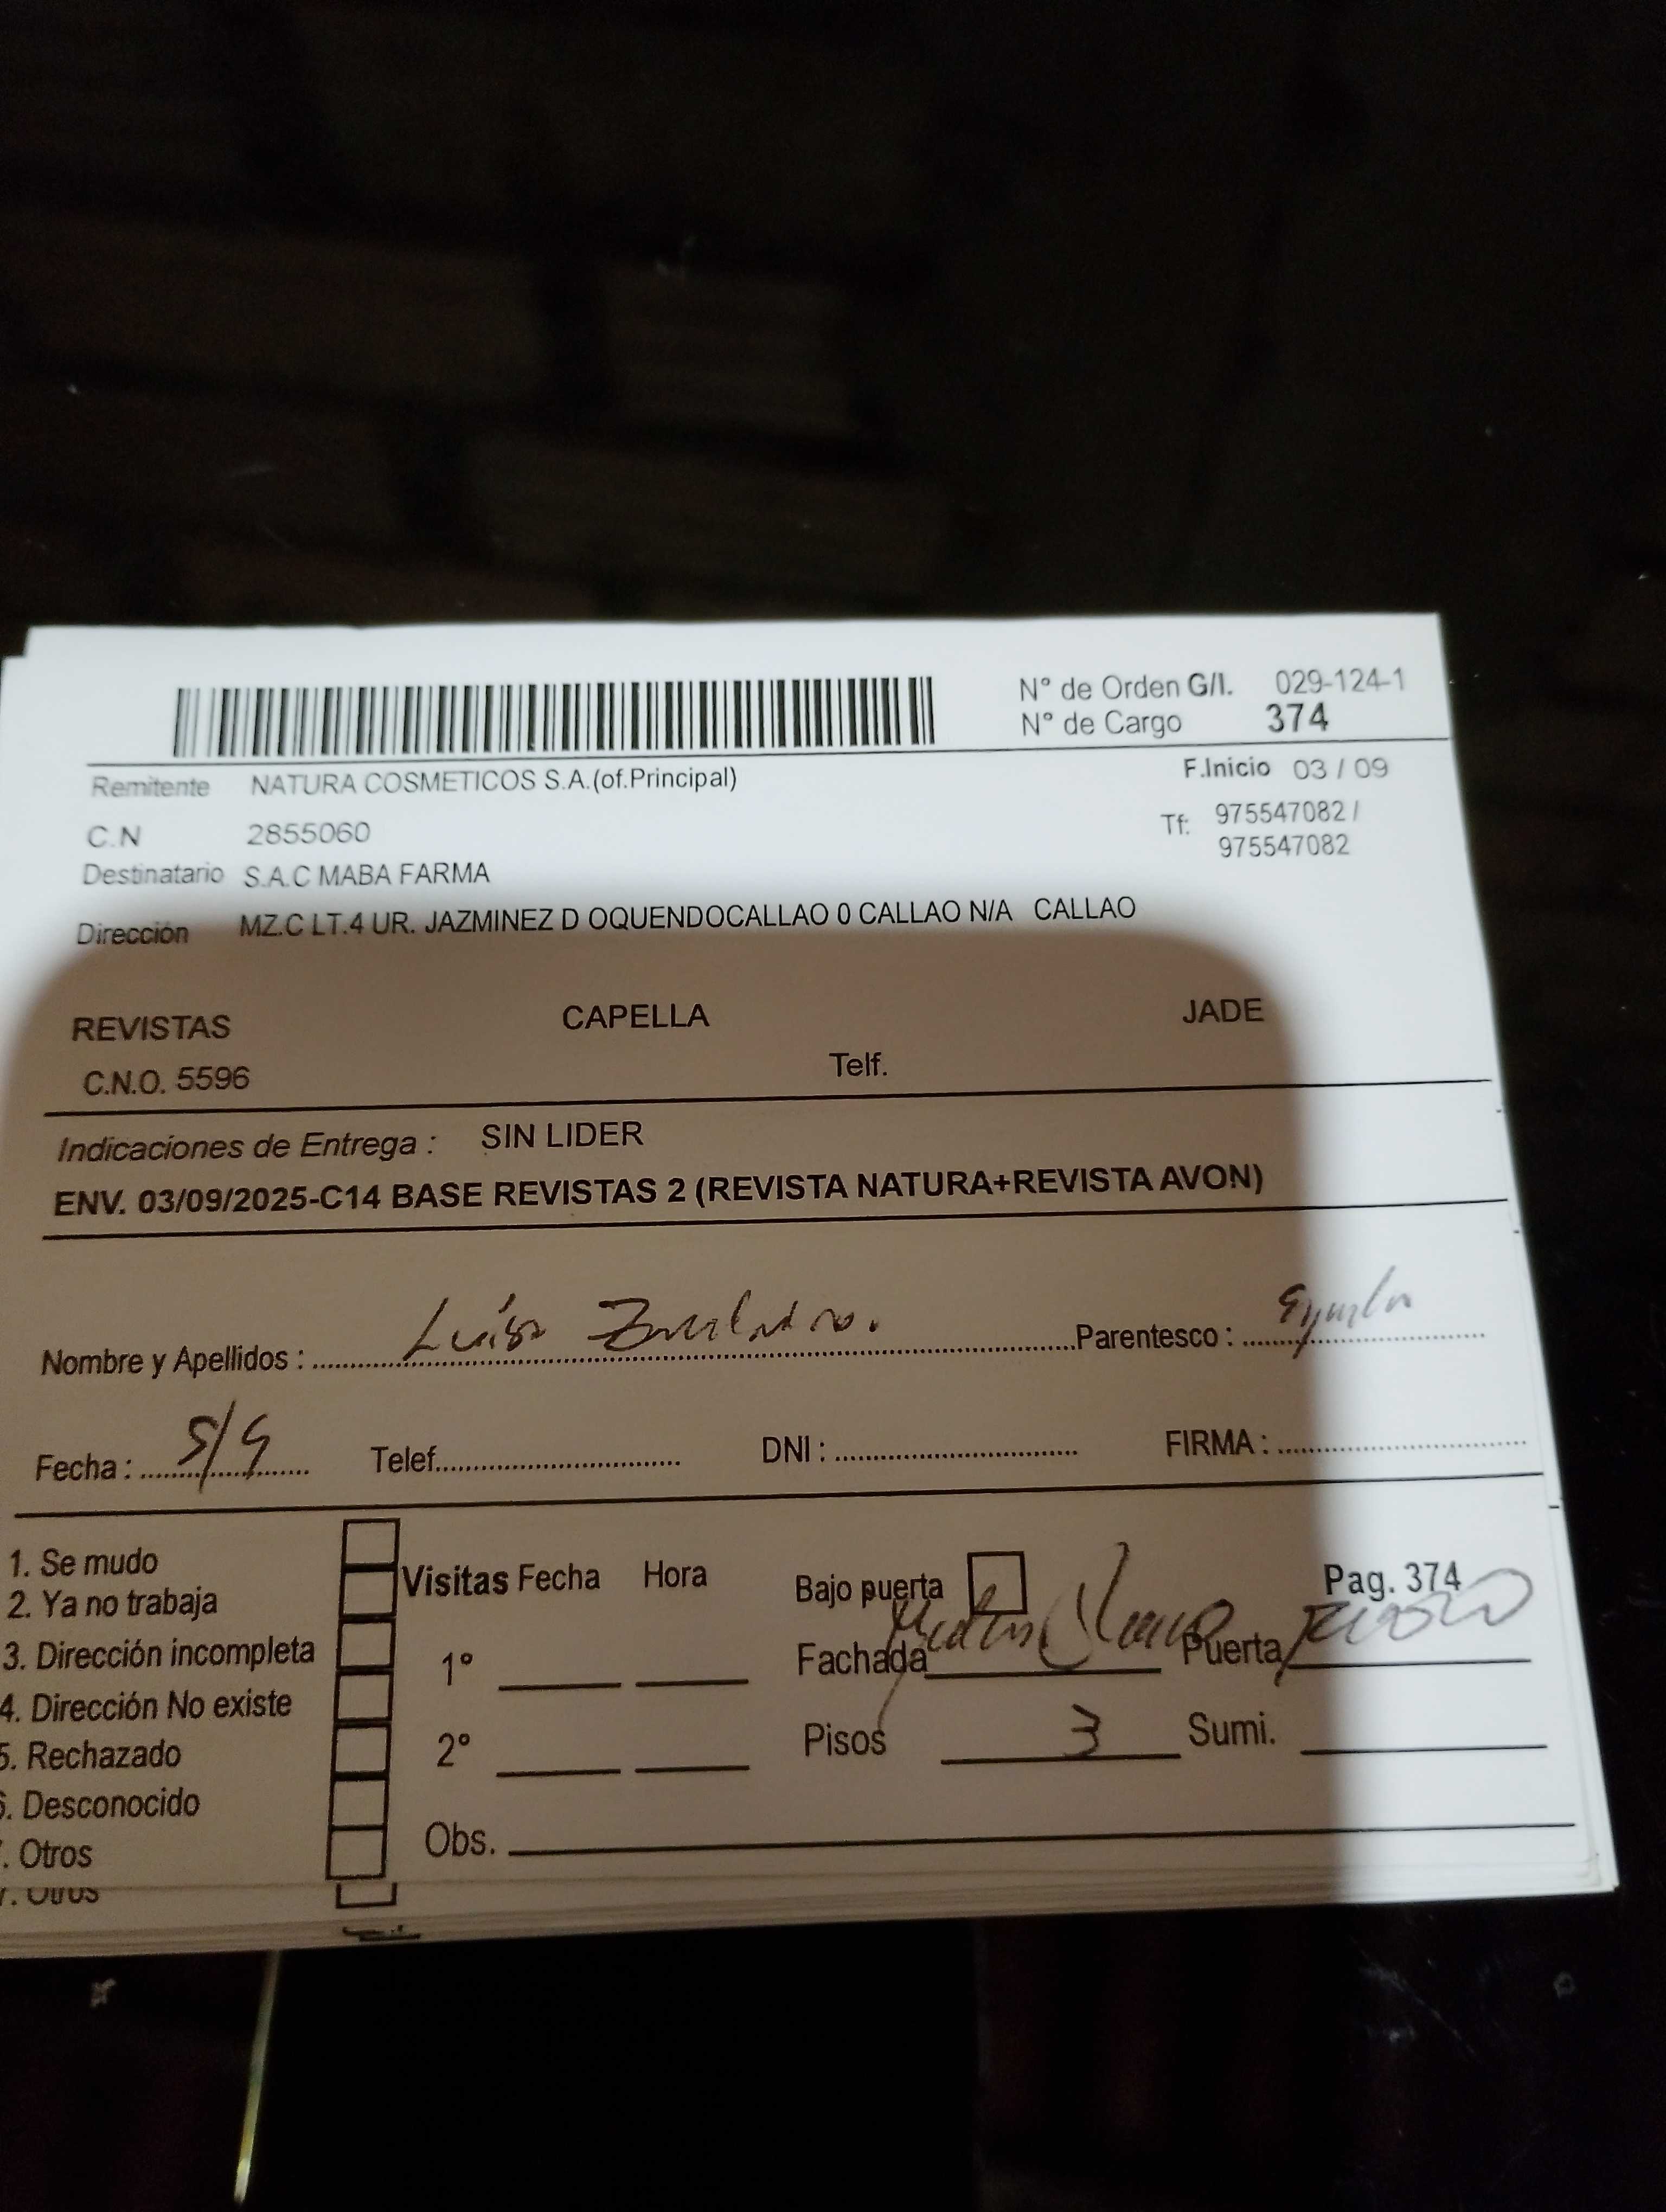 N° de Orden G/I. 029-124-1
N° de Cargo 374
Remitente NATURA COSMETICOS S.A.(of.Principal) F.Inicio 03 / 09
C.N 2855060 Tf: 975547082 /
975547082
Destinatario S.A.C MABA FARMA
Dirección MZ.C LT.4 UR. JAZMINEZ D OQUENDOCALLAO 0 CALLAO N/A CALLAO
REVISTAS CAPELLA JADE
C.N.O. 5596 Telf.
Indicaciones de Entrega : SIN LIDER
ENV. 03/09/2025-C14 BASE REVISTAS 2 (REVISTA NATURA+REVISTA AVON)
Nombre y Apellidos : Luisa Parentesco :
Fecha : 5/9 Telef. DNI : FIRMA :
1. Se mudo
2. Ya no trabaja
3. Dirección incompleta
4. Dirección No existe
5. Rechazado
6. Desconocido
. Otros
7. Otros
Visitas Fecha Hora
1°
2°
Bajo puerta Pag. 374
Fachada Puerta
Pisos 3 Sumi.
Obs.